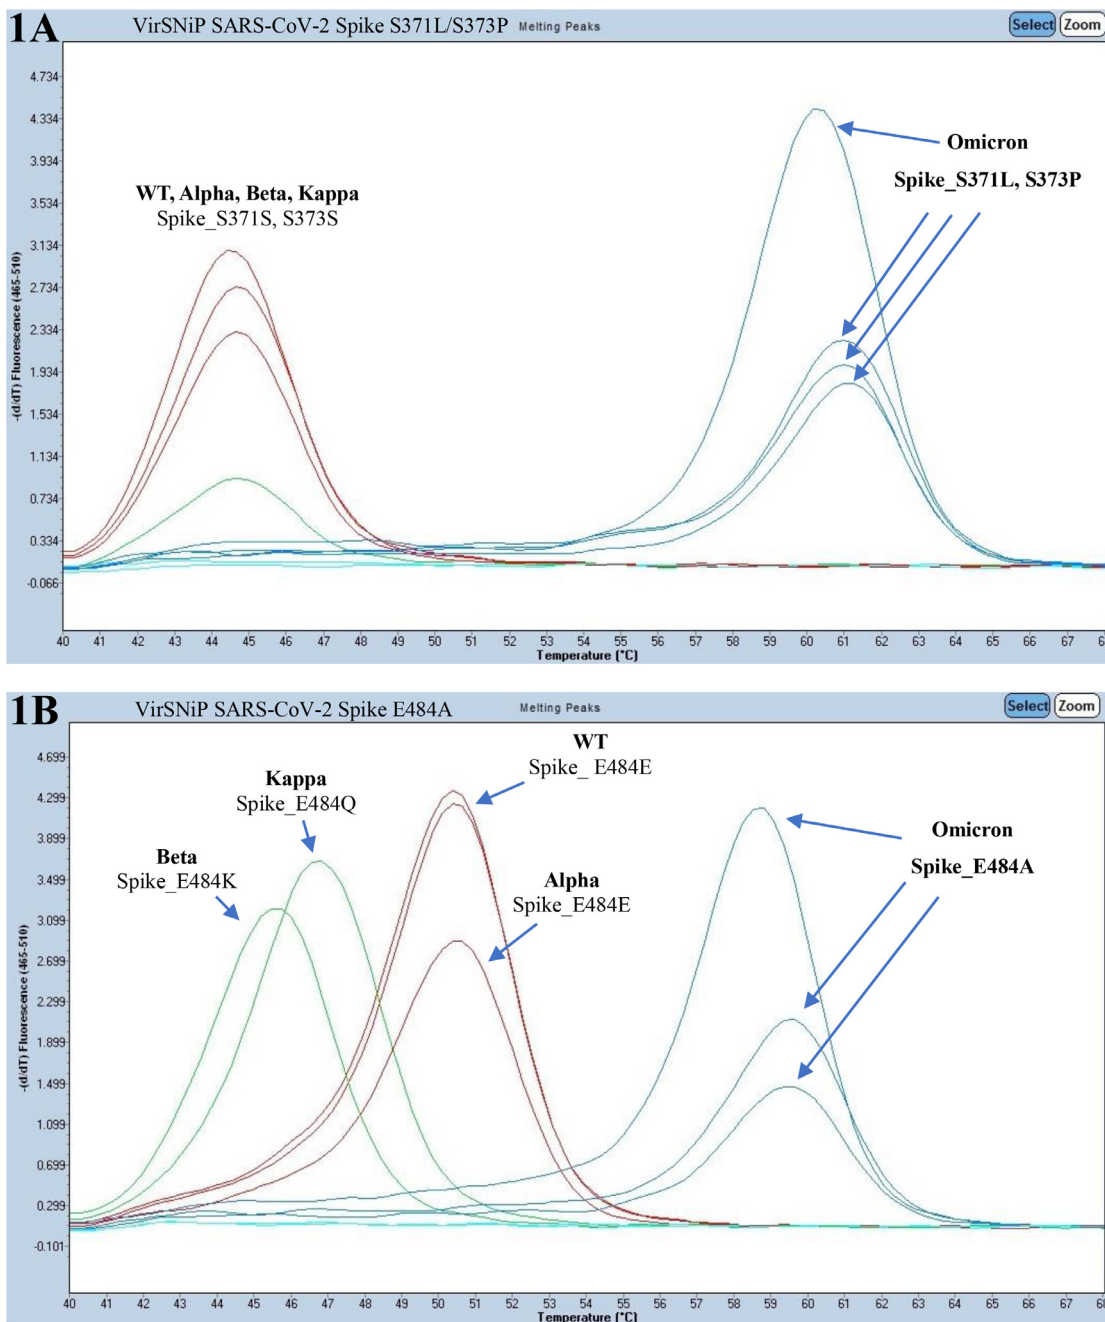 1A
VirSNiP SARS-CoV-2 Spike S371L/S373P Melting Peaks
Select Zoom
4.734
4.334
3.934
3.534
3.134
2.734
2.334
1.934
1.534
1.134
0.734
0.334
-0.066
-(d/dT) Fluorescence (465-510)
WT, Alpha, Beta, Kappa
Spike_S371S, S373S
Omicron
Spike_S371L, S373P
40 41 42 43 44 45 46 47 48 49 50 51 52 53 54 55 56 57 58 59 60 61 62 63 64 65 66 67
Temperature (°C)
1B
VirSNiP SARS-CoV-2 Spike E484A Melting Peaks
Select Zoom
4.699
4.299
3.899
3.499
3.099
2.699
2.299
1.899
1.499
1.099
0.699
0.299
-0.101
-(d/dT) Fluorescence (465-510)
WT
Spike_ E484E
Kappa
Spike_E484Q
Beta
Spike_E484K
Alpha
Spike_E484E
Omicron
Spike_E484A
40 41 42 43 44 45 46 47 48 49 50 51 52 53 54 55 56 57 58 59 60 61 62 63 64 65 66 67
Temperature (°C)